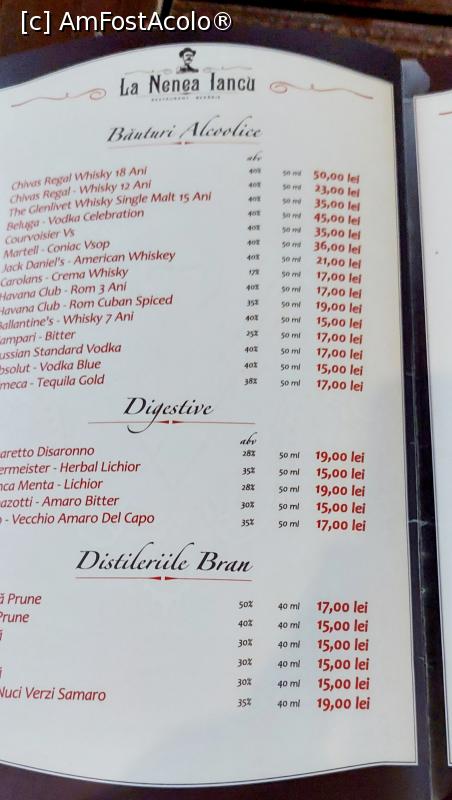 [c] AmFostAcolo®
La Nenea Iancu
RESTAURANT BERĂRIE
Băuturi Alcoolice
abv
Chivas Regal Whisky 18 Ani 40% 50 ml 50,00 lei
Chivas Regal - Whisky 12 Ani 40% 50 ml 23,00 lei
The Glenlivet Whisky Single Malt 15 Ani 40% 50 ml 35,00 lei
Beluga - Vodka Celebration 40% 50 ml 45,00 lei
Courvoisier Vs 40% 50 ml 35,00 lei
Martell - Coniac Vsop 40% 50 ml 36,00 lei
Jack Daniel's - American Whiskey 40% 50 ml 21,00 lei
Carolans - Crema Whisky 17% 50 ml 17,00 lei
Havana Club - Rom 3 Ani 40% 50 ml 17,00 lei
Havana Club - Rom Cuban Spiced 35% 50 ml 19,00 lei
Ballantine's - Whisky 7 Ani 40% 50 ml 15,00 lei
ampari - Bitter 25% 50 ml 17,00 lei
ussian Standard Vodka 40% 50 ml 17,00 lei
bsolut - Vodka Blue 40% 50 ml 15,00 lei
meca - Tequila Gold 38% 50 ml 17,00 lei
Digestive
abv
aretto Disaronno 28% 50 ml 19,00 lei
ermeister - Herbal Lichior 35% 50 ml 15,00 lei
nca Menta - Lichior 28% 50 ml 19,00 lei
azotti - Amaro Bitter 30% 50 ml 15,00 lei
o - Vecchio Amaro Del Capo 35% 50 ml 17,00 lei
Distileriile Bran
ă Prune 50% 40 ml 17,00 lei
Prune 40% 40 ml 15,00 lei
ă 30% 40 ml 15,00 lei
30% 40 ml 15,00 lei
ă 30% 40 ml 15,00 lei
Nuci Verzi Samaro 35% 40 ml 19,00 lei